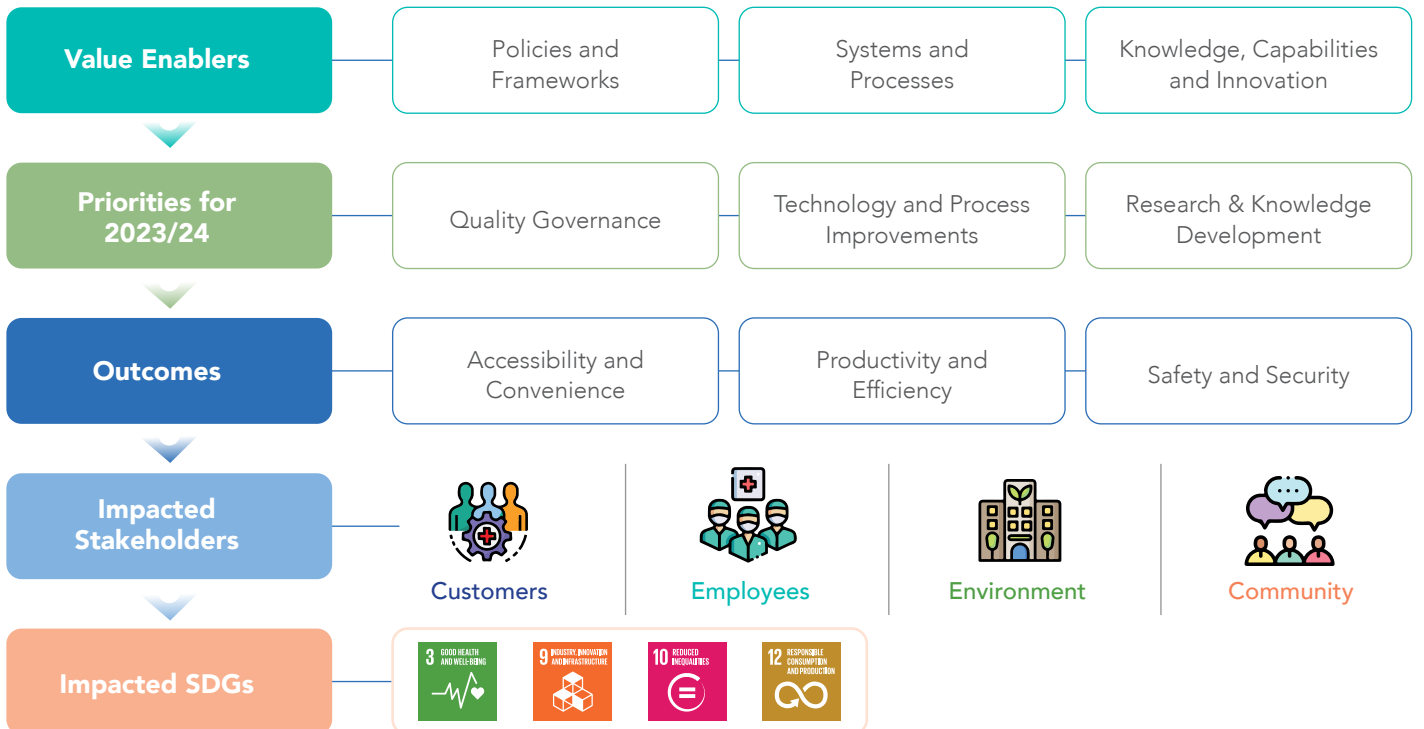 Value Enablers
Policies and
Frameworks
Systems and
Processes
Knowledge, Capabilities
and Innovation
Priorities for
2023/24
Quality Governance
Technology and Process
Improvements
Research & Knowledge
Development
Outcomes
Accessibility and
Convenience
Productivity and
Efficiency
Safety and Security
Impacted
Stakeholders
Customers
Employees
Environment
Community
Impacted SDGs
3 GOOD HEALTH
AND WELL-BEING
9 INDUSTRY, INNOVATION
AND INFRASTRUCTURE
10 REDUCED
INEQUALITIES
12 RESPONSIBLE
CONSUMPTION
AND PRODUCTION